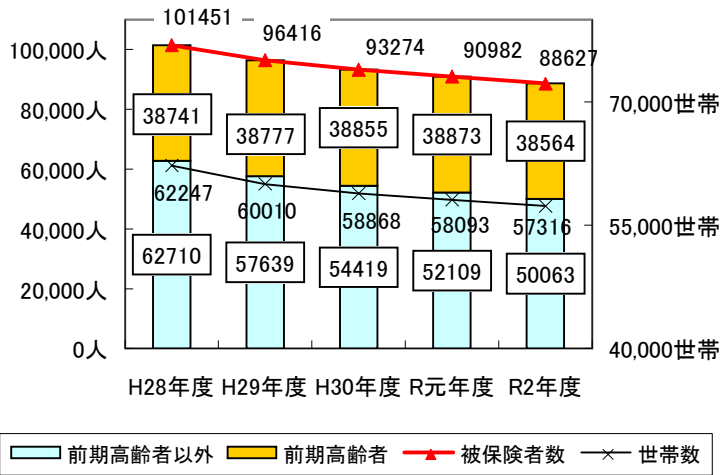 101451
96416
93274
90982
88627
100,000人
80,000人
60,000人
40,000人
20,000人
0人
70,000世帯
55,000世帯
40,000世帯
38741
38777
38855
38873
38564
62247
60010
58868
58093
57316
62710
57639
54419
52109
50063
H28年度 H29年度 H30年度 R元年度 R2年度
前期高齢者以外 前期高齢者 被保険者数 世帯数